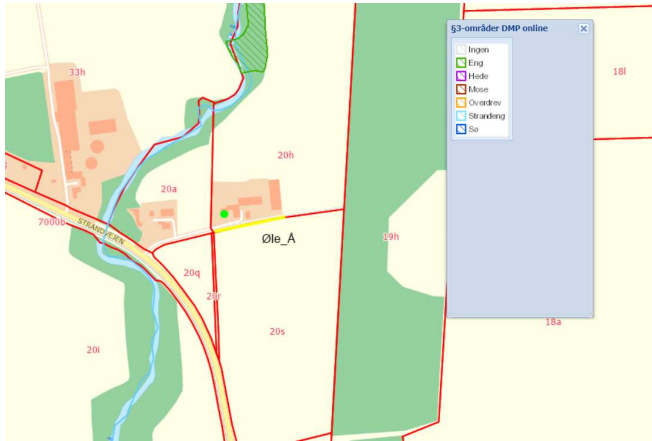 §3-områder DMP online
Ingen
Eng
Hede
Mose
Overdrev
Strandeng
Sø
33h
18l
20h
20a
7000b
STRANDVEJEN
Øle_Å
19h
20q
20r
20s
20i
18a